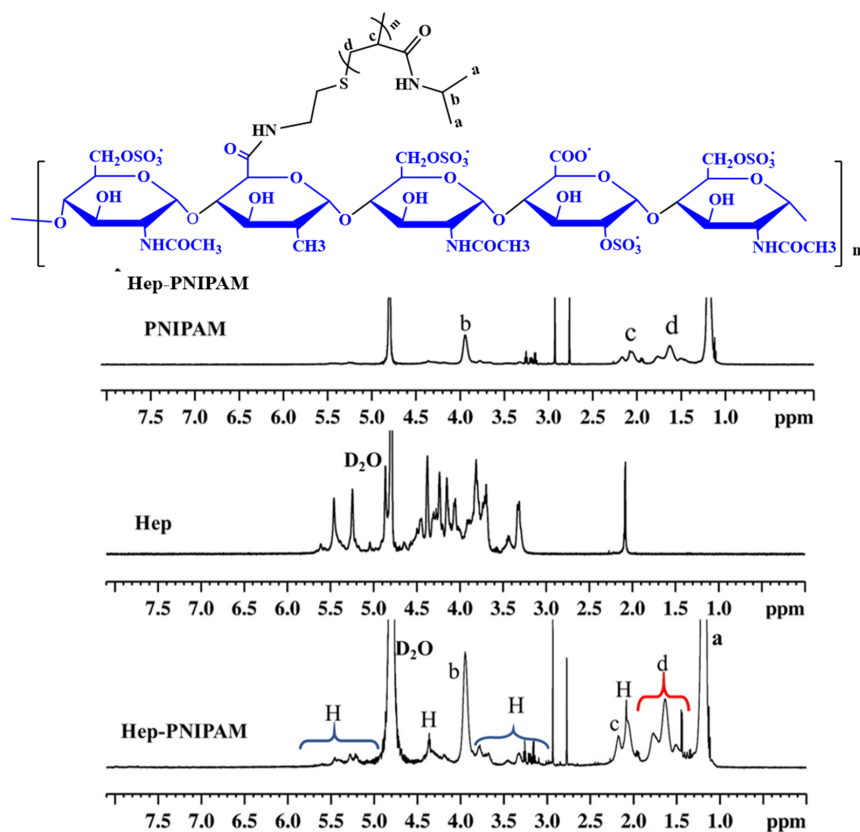 d c m O
a
S HN b
HN a
O
CH₂OSO₃· CH₂OSO₃· COO· CH₂OSO₃·
O O O O O
OH OH OH OH OH
O O O O O
NHCOCH₃ CH3 NHCOCH₃ OSO₃· NHCOCH3
n
Hep-PNIPAM
PNIPAM b c d
7.5 7.0 6.5 6.0 5.5 5.0 4.5 4.0 3.5 3.0 2.5 2.0 1.5 1.0 ppm
D₂O
Hep
7.5 7.0 6.5 6.0 5.5 5.0 4.5 4.0 3.5 3.0 2.5 2.0 1.5 1.0 ppm
D₂O b H a
Hep-PNIPAM H H H c d
7.5 7.0 6.5 6.0 5.5 5.0 4.5 4.0 3.5 3.0 2.5 2.0 1.5 1.0 ppm